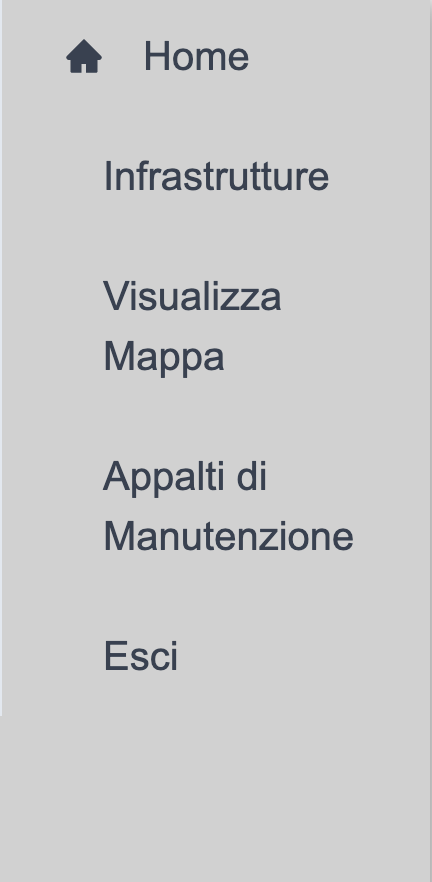 Home
Infrastrutture
Visualizza
Mappa
Appalti di
Manutenzione
Esci